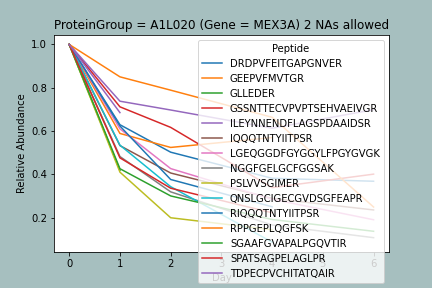 ProteinGroup = A1L020 (Gene = MEX3A) 2 NAs allowed
Relative Abundance
1.0
0.8
0.6
0.4
0.2
0
1
2
6
Day
Peptide
DRDPVFEITGAPGNVER
GEEPVFMVTGR
GLLEDER
GSSNTTECVPVPTSEHVAEIVGR
ILEYNNENDFLAGSPDAAIDSR
IQQQTNTYIITPSR
LGEQGGDFGYGGYLFPGYGVGK
NGGFGELGCFGGSAK
PSLVVSGIMER
QNSLGCIGECGVDSGFEAPR
RIQQQTNTYIITPSR
RPPGEPLQGFSK
SGAAFGVAPALPGQVTIR
SPATSAGPELAGLPR
TDPECPVCHITATQAIR